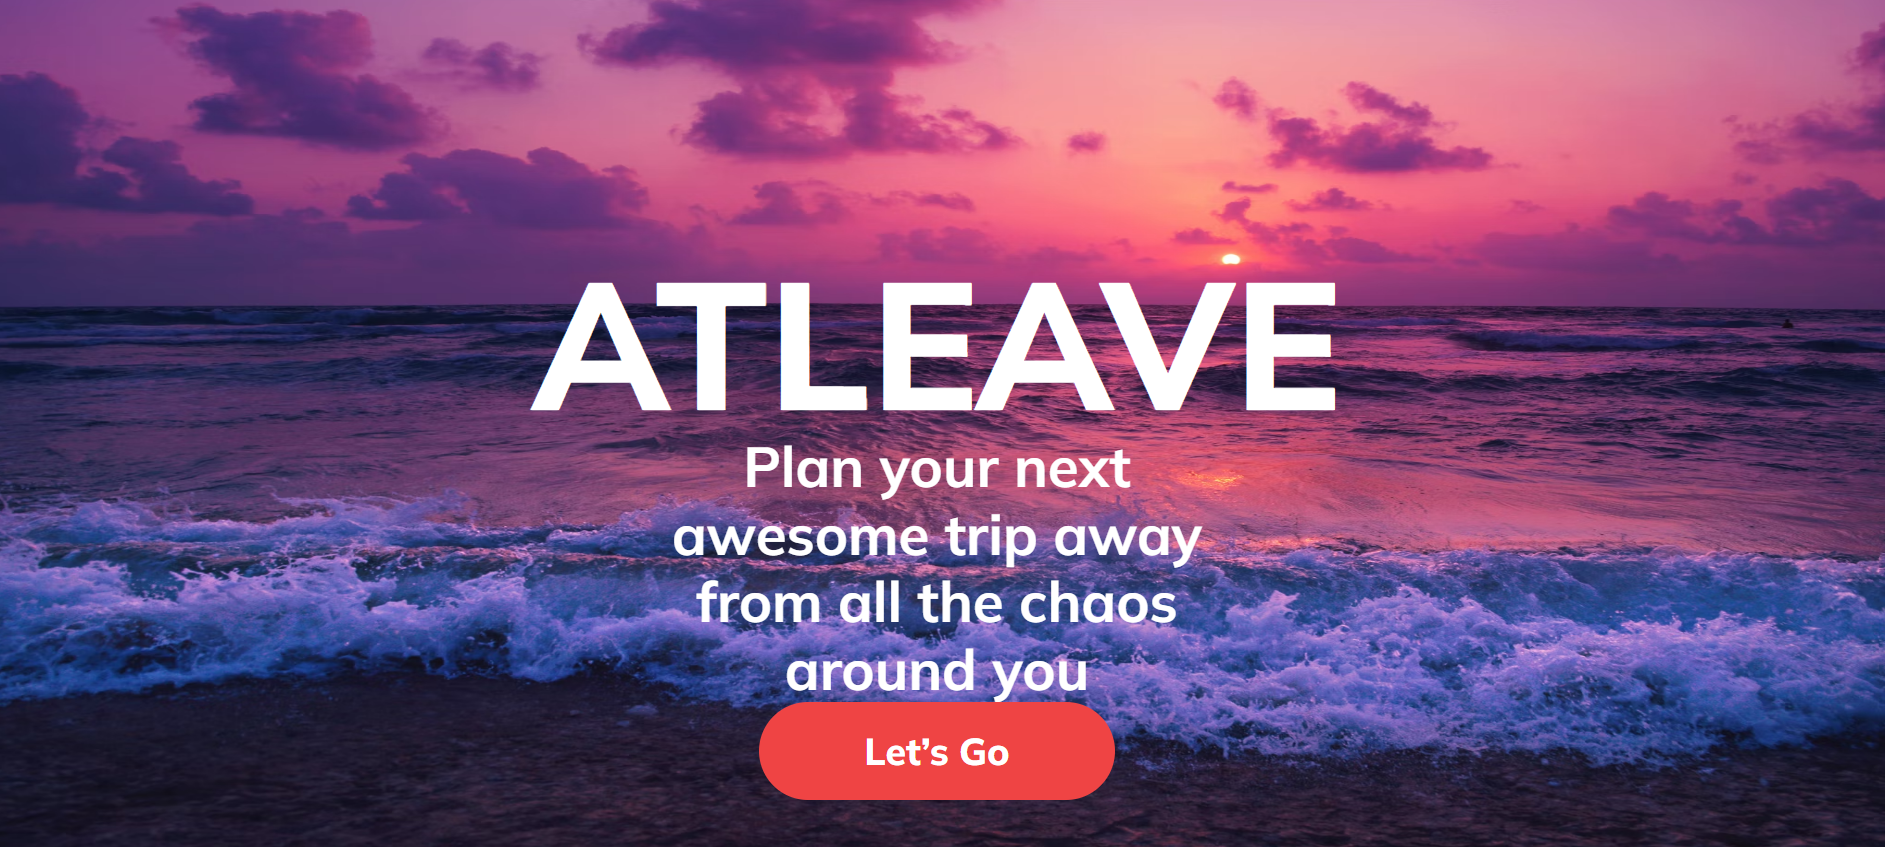 ATLEAVE
Plan your next
awesome trip away
from all the chaos
around you
Let’s Go